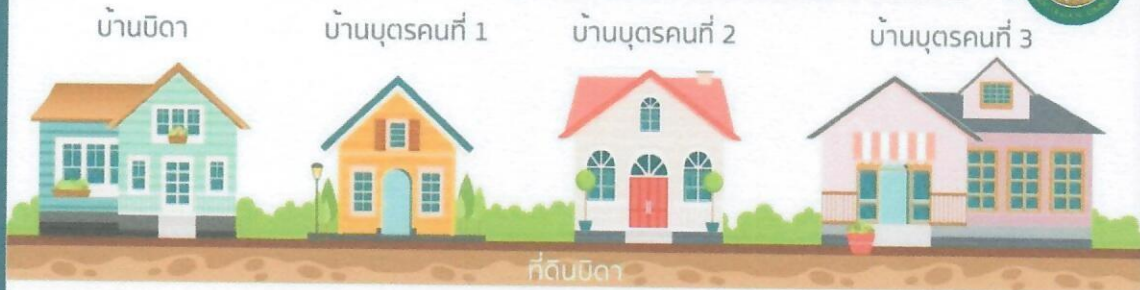 บ้านบิดา
บ้านบุตรคนที่ 1
บ้านบุตรคนที่ 2
บ้านบุตรคนที่ 3
ที่ดินบิดา